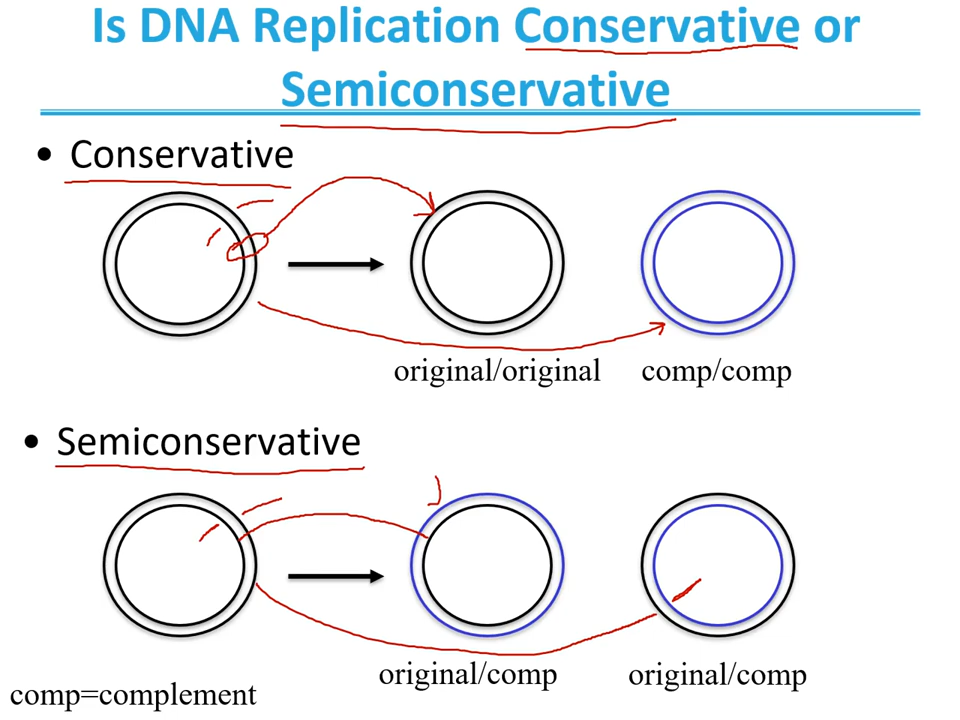 Is DNA Replication Conservative or
Semiconservative
• Conservative
original/original comp/comp
• Semiconservative
original/comp original/comp
comp=complement